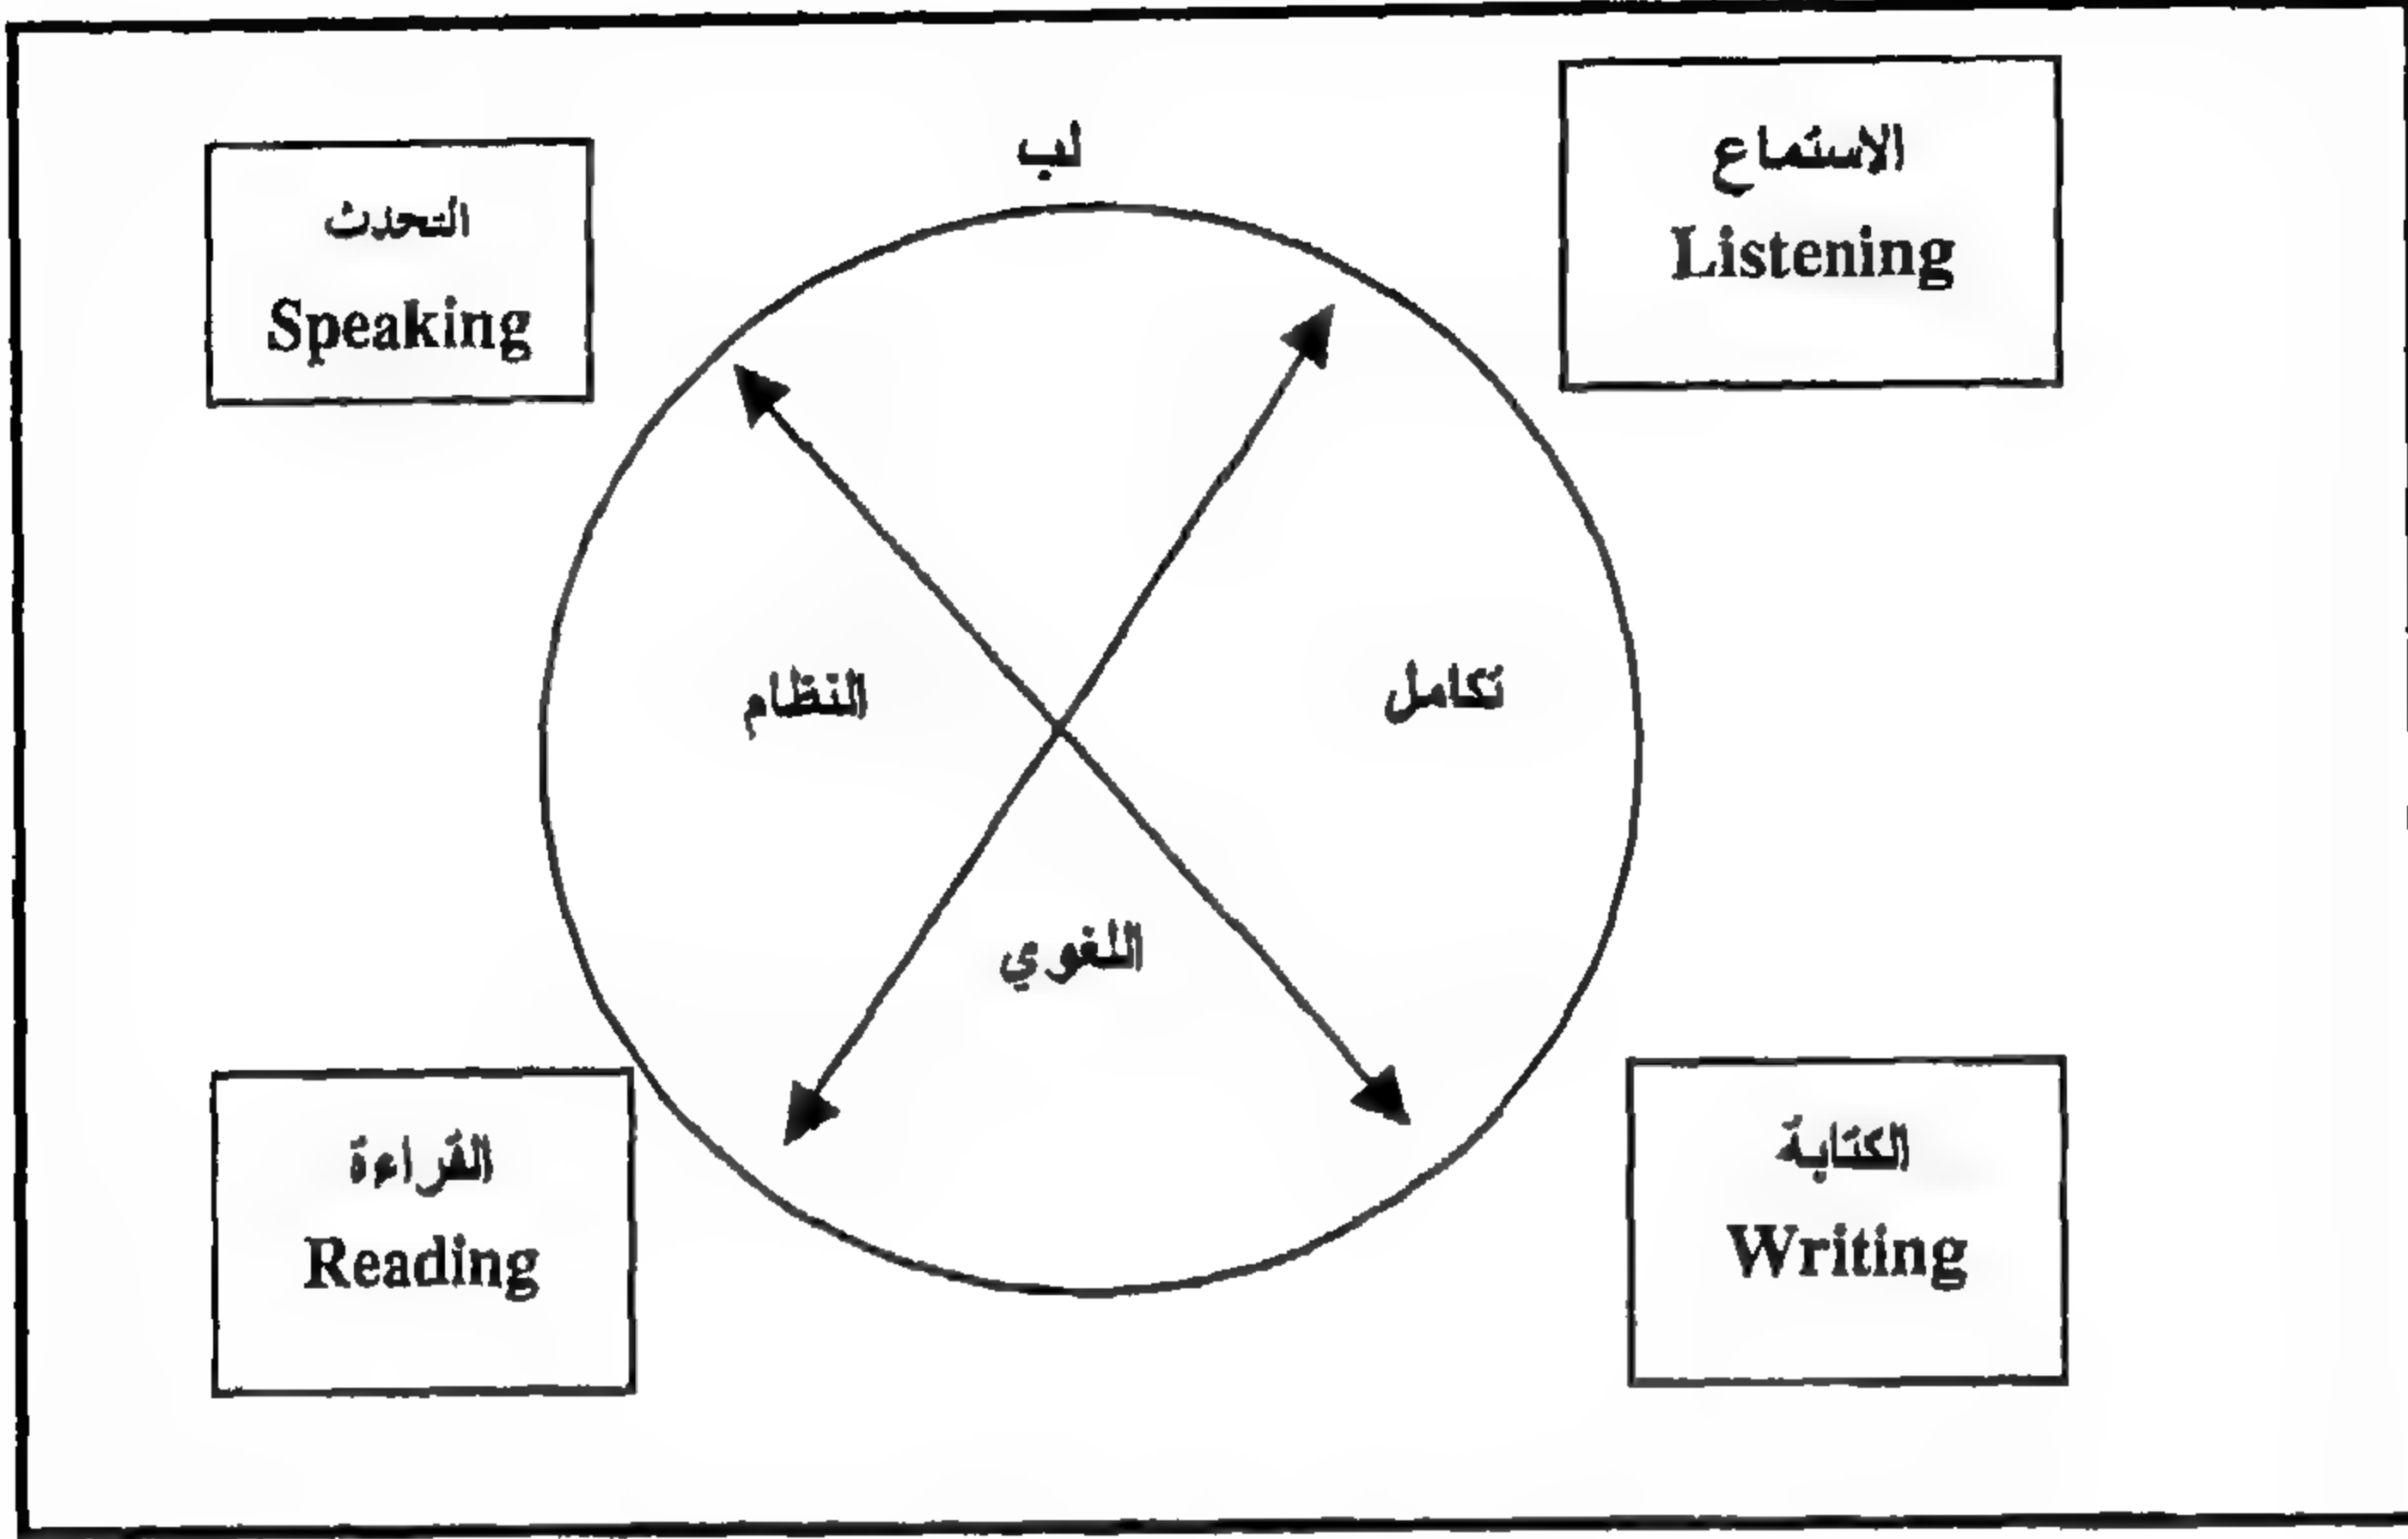 لب
الاستماع
Listening
التحدث
Speaking
تكامل
النظام
اللغوي
الكتابة
Writing
القراءة
Reading